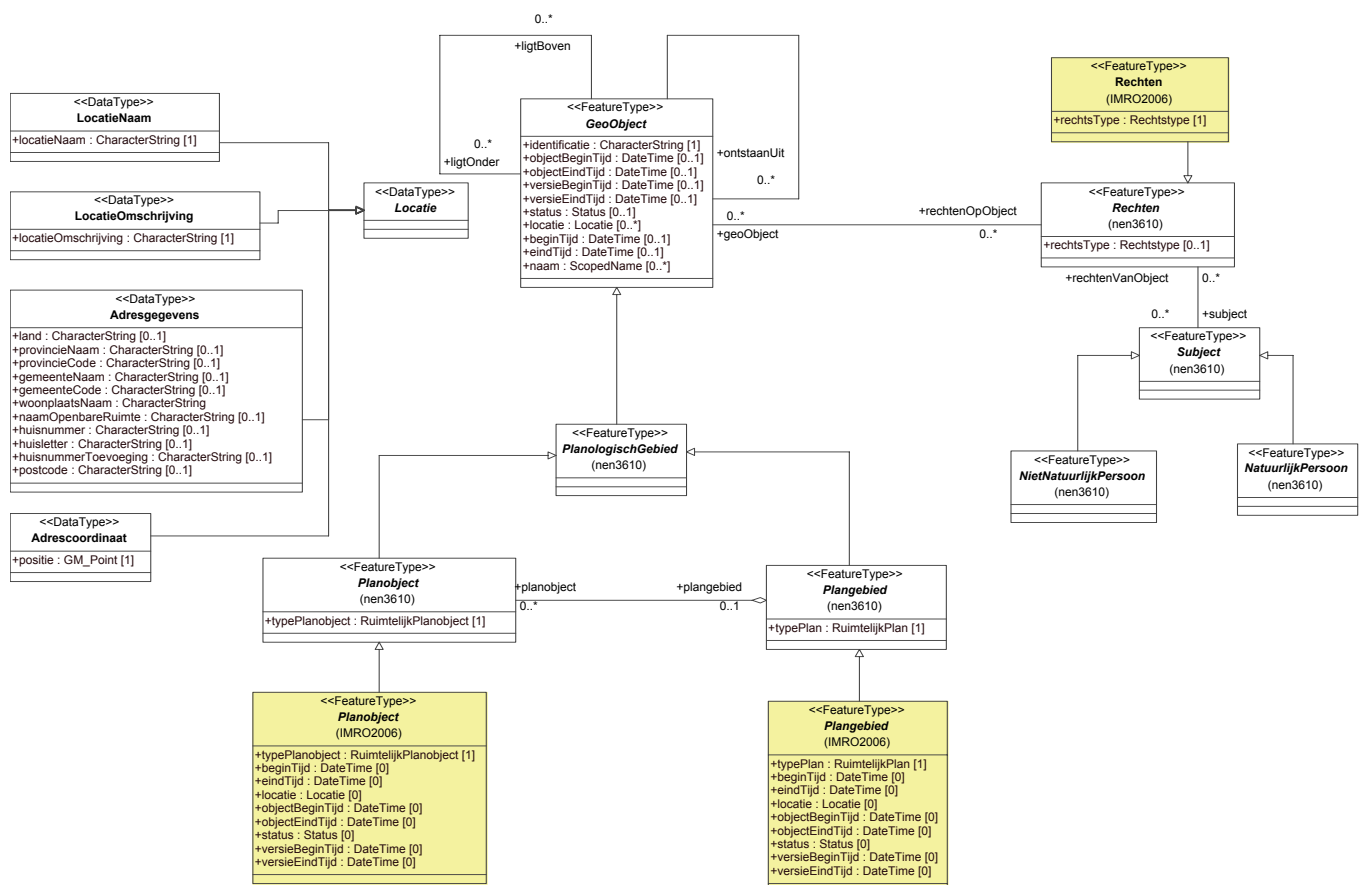 0..*
+ligtBoven
0..*
+ligtOnder
<<FeatureType>>
GeoObject
+identificatie : CharacterString [1]
+objectBeginTijd : DateTime [0..1]
+objectEindTijd : DateTime [0..1]
+versieBeginTijd : DateTime [0..1]
+versieEindTijd : DateTime [0..1]
+status : Status [0..1]
+locatie : Locatie [0..*]
+beginTijd : DateTime [0..1]
+eindTijd : DateTime [0..1]
+naam : ScopedName [0..*]
+ontstaanUit
0..*
0..*
+geoObject
+rechtenOpObject
0..*
<<FeatureType>>
Rechten
(IMRO2006)
+rechtsType : Rechtstype [1]
<<FeatureType>>
Rechten
(nen3610)
+rechtsType : Rechtstype [0..1]
+rechtenVanObject
0..*
0..*
+subject
<<FeatureType>>
Subject
(nen3610)
<<FeatureType>>
NietNatuurlijkPersoon
(nen3610)
<<FeatureType>>
NatuurlijkPersoon
(nen3610)
<<DataType>>
LocatieNaam
+locatieNaam : CharacterString [1]
<<DataType>>
LocatieOmschrijving
+locatieOmschrijving : CharacterString [1]
<<DataType>>
Locatie
<<DataType>>
Adresgegevens
+land : CharacterString [0..1]
+provincieNaam : CharacterString [0..1]
+provincieCode : CharacterString [0..1]
+gemeenteNaam : CharacterString [0..1]
+gemeenteCode : CharacterString [0..1]
+woonplaatsNaam : CharacterString
+naamOpenbareRuimte : CharacterString [0..1]
+huisnummer : CharacterString [0..1]
+huisletter : CharacterString [0..1]
+huisnummerToevoeging : CharacterString [0..1]
+postcode : CharacterString [0..1]
<<DataType>>
Adrescoordinaat
+positie : GM_Point [1]
<<FeatureType>>
PlanologischGebied
(nen3610)
<<FeatureType>>
Planobject
(nen3610)
+typePlanobject : RuimtelijkPlanobject [1]
+planobject
0..*
+plangebied
0..1
<<FeatureType>>
Plangebied
(nen3610)
+typePlan : RuimtelijkPlan [1]
<<FeatureType>>
Planobject
(IMRO2006)
+typePlanobject : RuimtelijkPlanobject [1]
+beginTijd : DateTime [0]
+eindTijd : DateTime [0]
+locatie : Locatie [0]
+objectBeginTijd : DateTime [0]
+objectEindTijd : DateTime [0]
+status : Status [0]
+versieBeginTijd : DateTime [0]
+versieEindTijd : DateTime [0]
<<FeatureType>>
Plangebied
(IMRO2006)
+typePlan : RuimtelijkPlan [1]
+beginTijd : DateTime [0]
+eindTijd : DateTime [0]
+locatie : Locatie [0]
+objectBeginTijd : DateTime [0]
+objectEindTijd : DateTime [0]
+status : Status [0]
+versieBeginTijd : DateTime [0]
+versieEindTijd : DateTime [0]